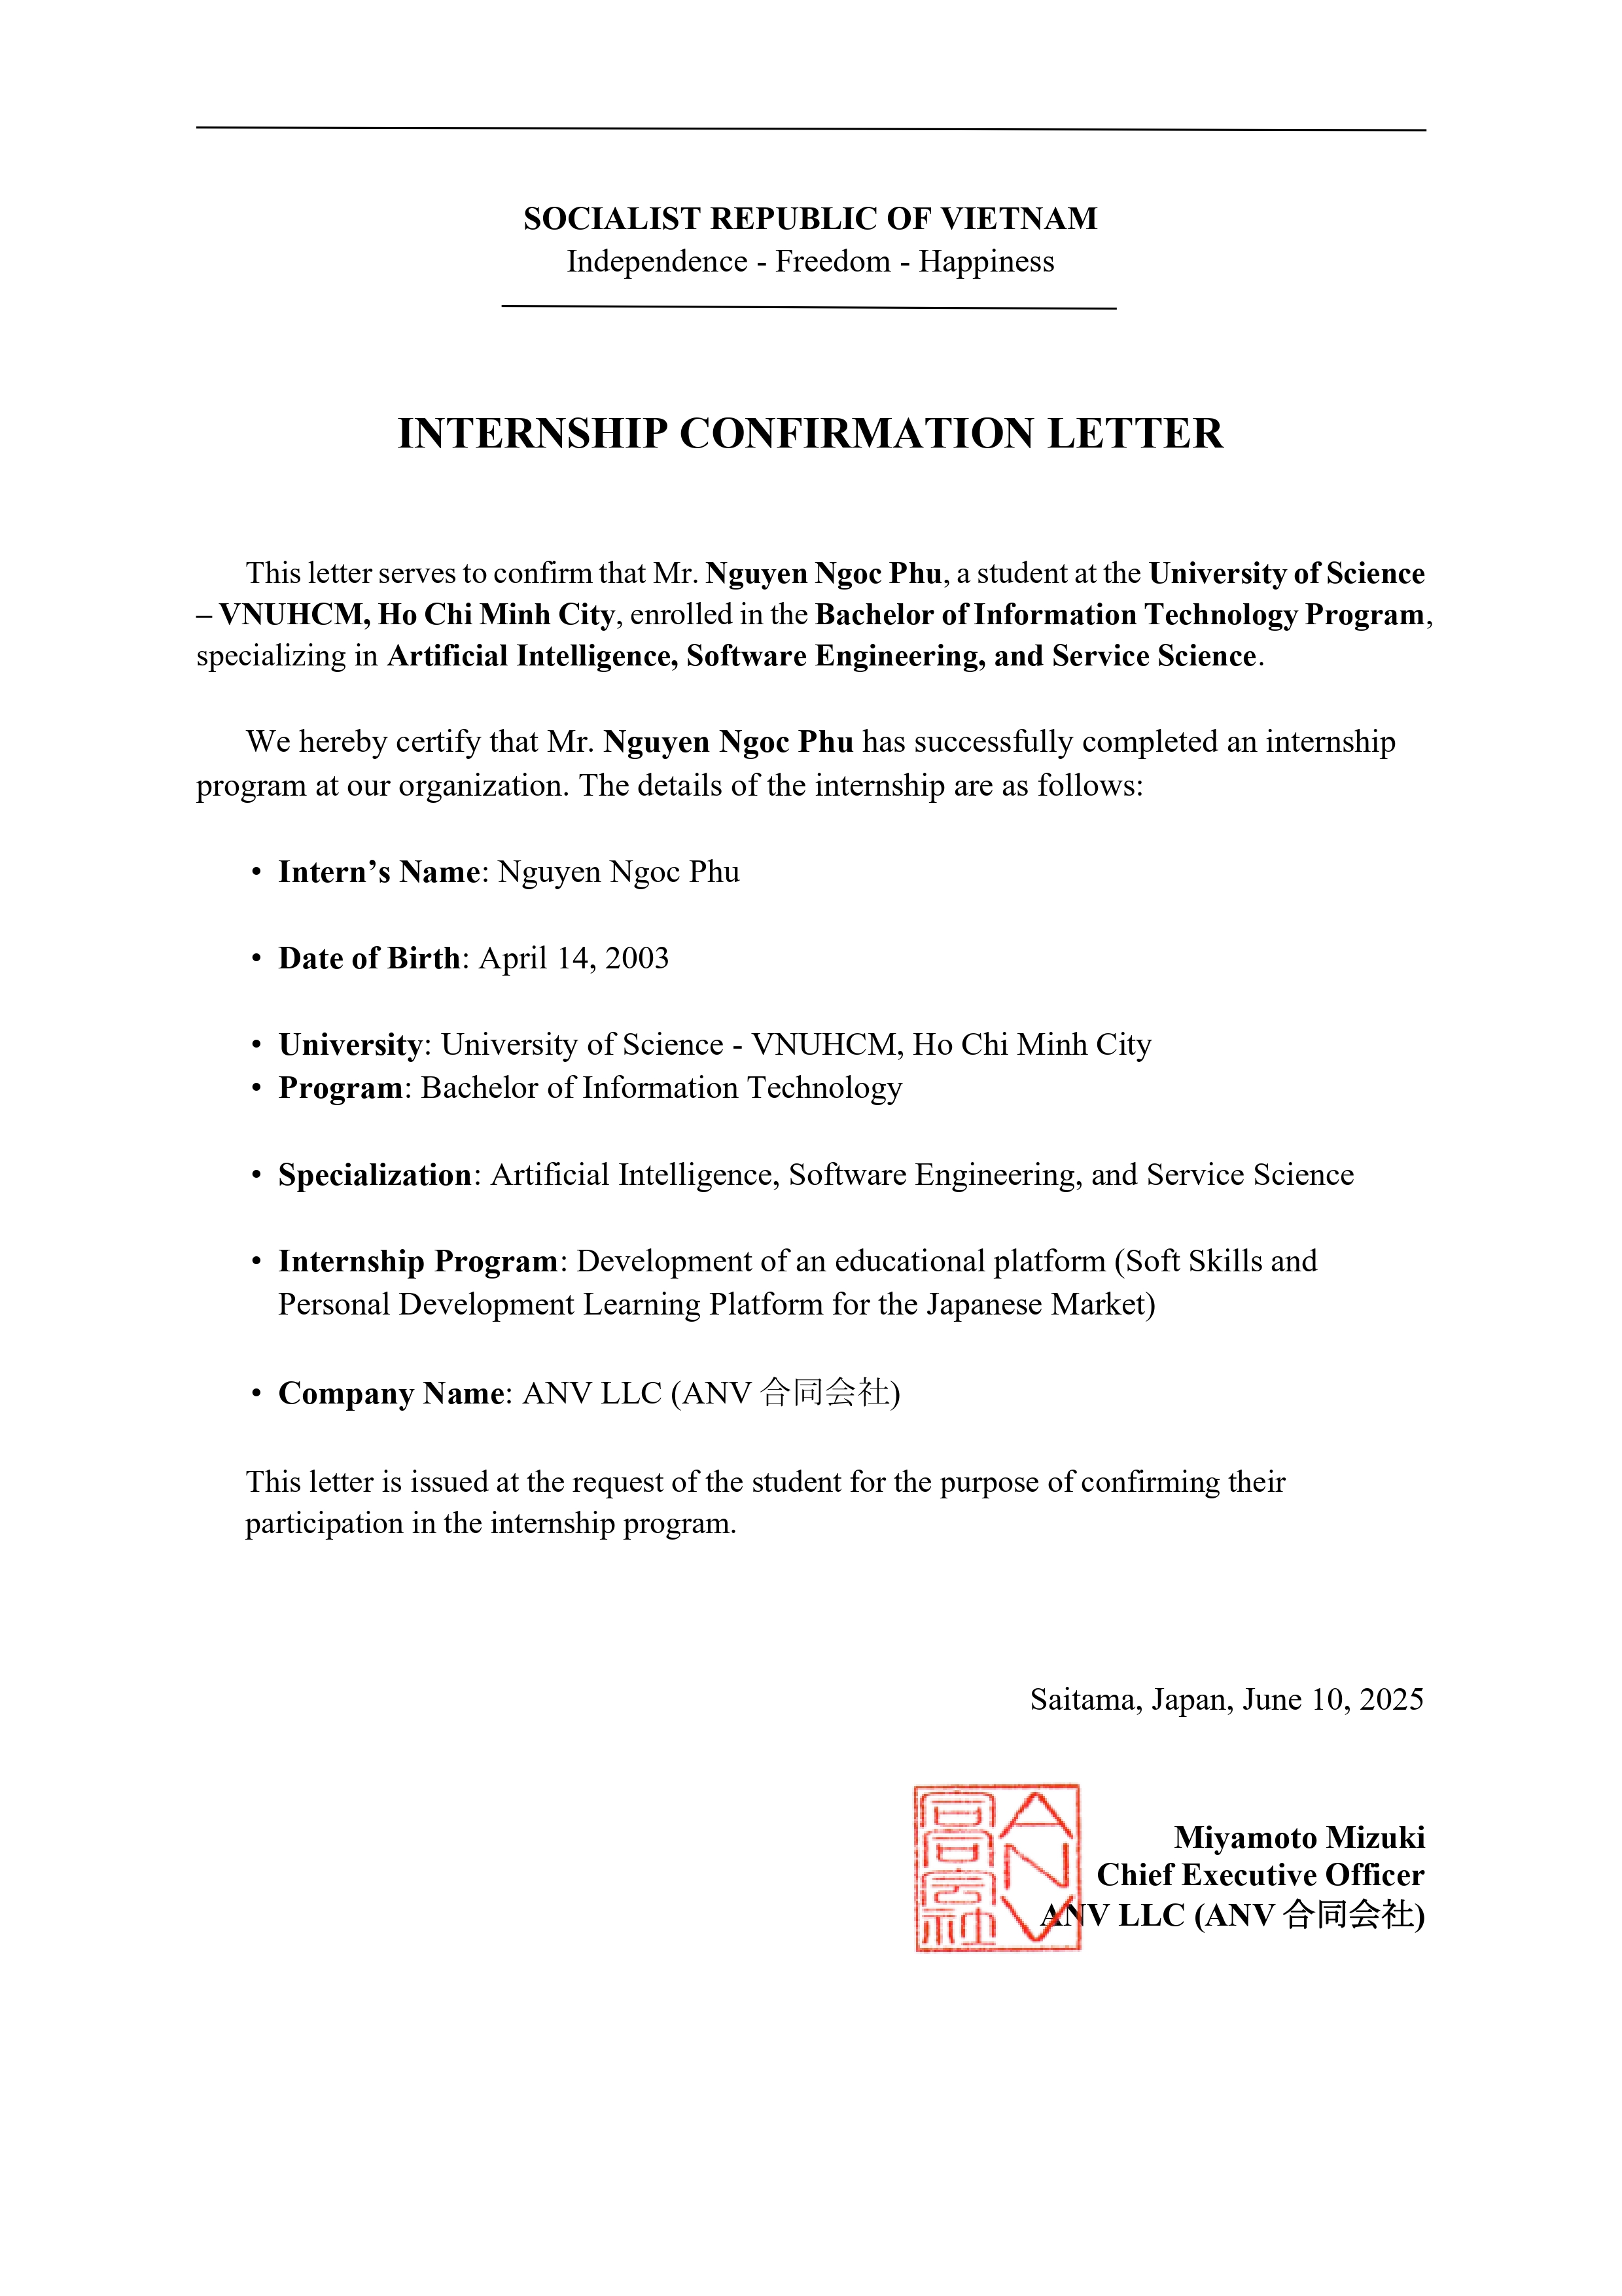 SOCIALIST REPUBLIC OF VIETNAM
Independence - Freedom - Happiness
INTERNSHIP CONFIRMATION LETTER
This letter serves to confirm that Mr. Nguyen Ngoc Phu, a student at the University of Science
– VNUHCM, Ho Chi Minh City, enrolled in the Bachelor of Information Technology Program,
specializing in Artificial Intelligence, Software Engineering, and Service Science.
We hereby certify that Mr. Nguyen Ngoc Phu has successfully completed an internship
program at our organization. The details of the internship are as follows:
• Intern’s Name: Nguyen Ngoc Phu
• Date of Birth: April 14, 2003
• University: University of Science - VNUHCM, Ho Chi Minh City
• Program: Bachelor of Information Technology
• Specialization: Artificial Intelligence, Software Engineering, and Service Science
• Internship Program: Development of an educational platform (Soft Skills and
Personal Development Learning Platform for the Japanese Market)
• Company Name: ANV LLC (ANV 合同会社)
This letter is issued at the request of the student for the purpose of confirming their
participation in the internship program.
Saitama, Japan, June 10, 2025
ANV
合同会社
Miyamoto Mizuki
Chief Executive Officer
ANV LLC (ANV 合同会社)